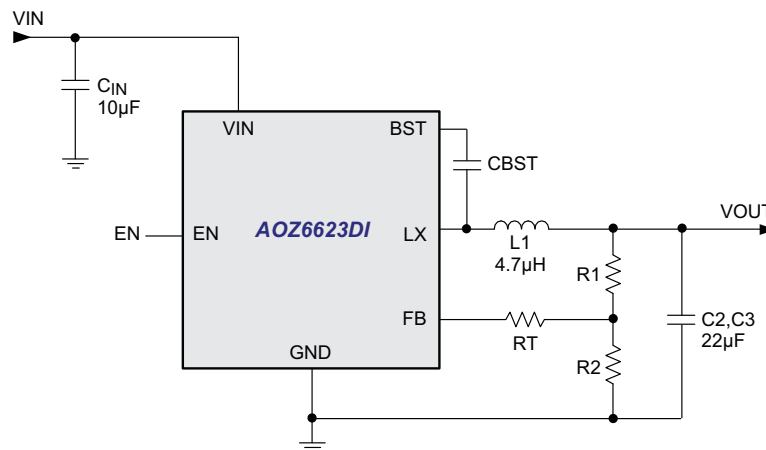 VIN
CIN
10µF
VIN
BST
CBST
EN
EN
AOZ6623DI
LX
L1
4.7µH
VOUT
R1
FB
RT
C2,C3
22µF
GND
R2